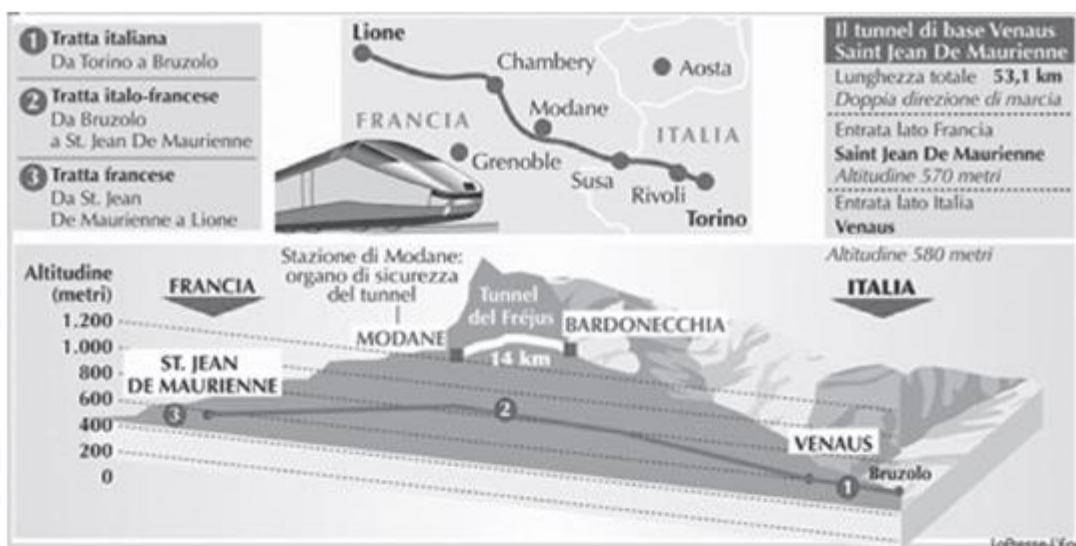 1 Tratta italiana
Da Torino a Bruzolo
2 Tratta italo-francese
Da Bruzolo
a St. Jean De Maurienne
3 Tratta francese
Da St. Jean
De Maurienne a Lione
Lione
Chambery
Aosta
Modane
FRANCIA
ITALIA
Grenoble
Susa
Rivoli
Torino
Il tunnel di base Venaus
Saint Jean De Maurienne
Lunghezza totale 53,1 km
Doppia direzione di marcia
Entrata lato Francia
Saint Jean De Maurienne
Altitudine 570 metri
Entrata lato Italia
Venaus
Altitudine 580 metri
Altitudine
(metri)
FRANCIA
Stazione di Modane:
organo di sicurezza
del tunnel
ITALIA
Tunnel
del Fréjus
14 km
MODANE
BARDONECCHIA
1.200
1.000
800
600
400
200
0
ST. JEAN
DE MAURIENNE
3
2
VENAUS
Bruzolo
1